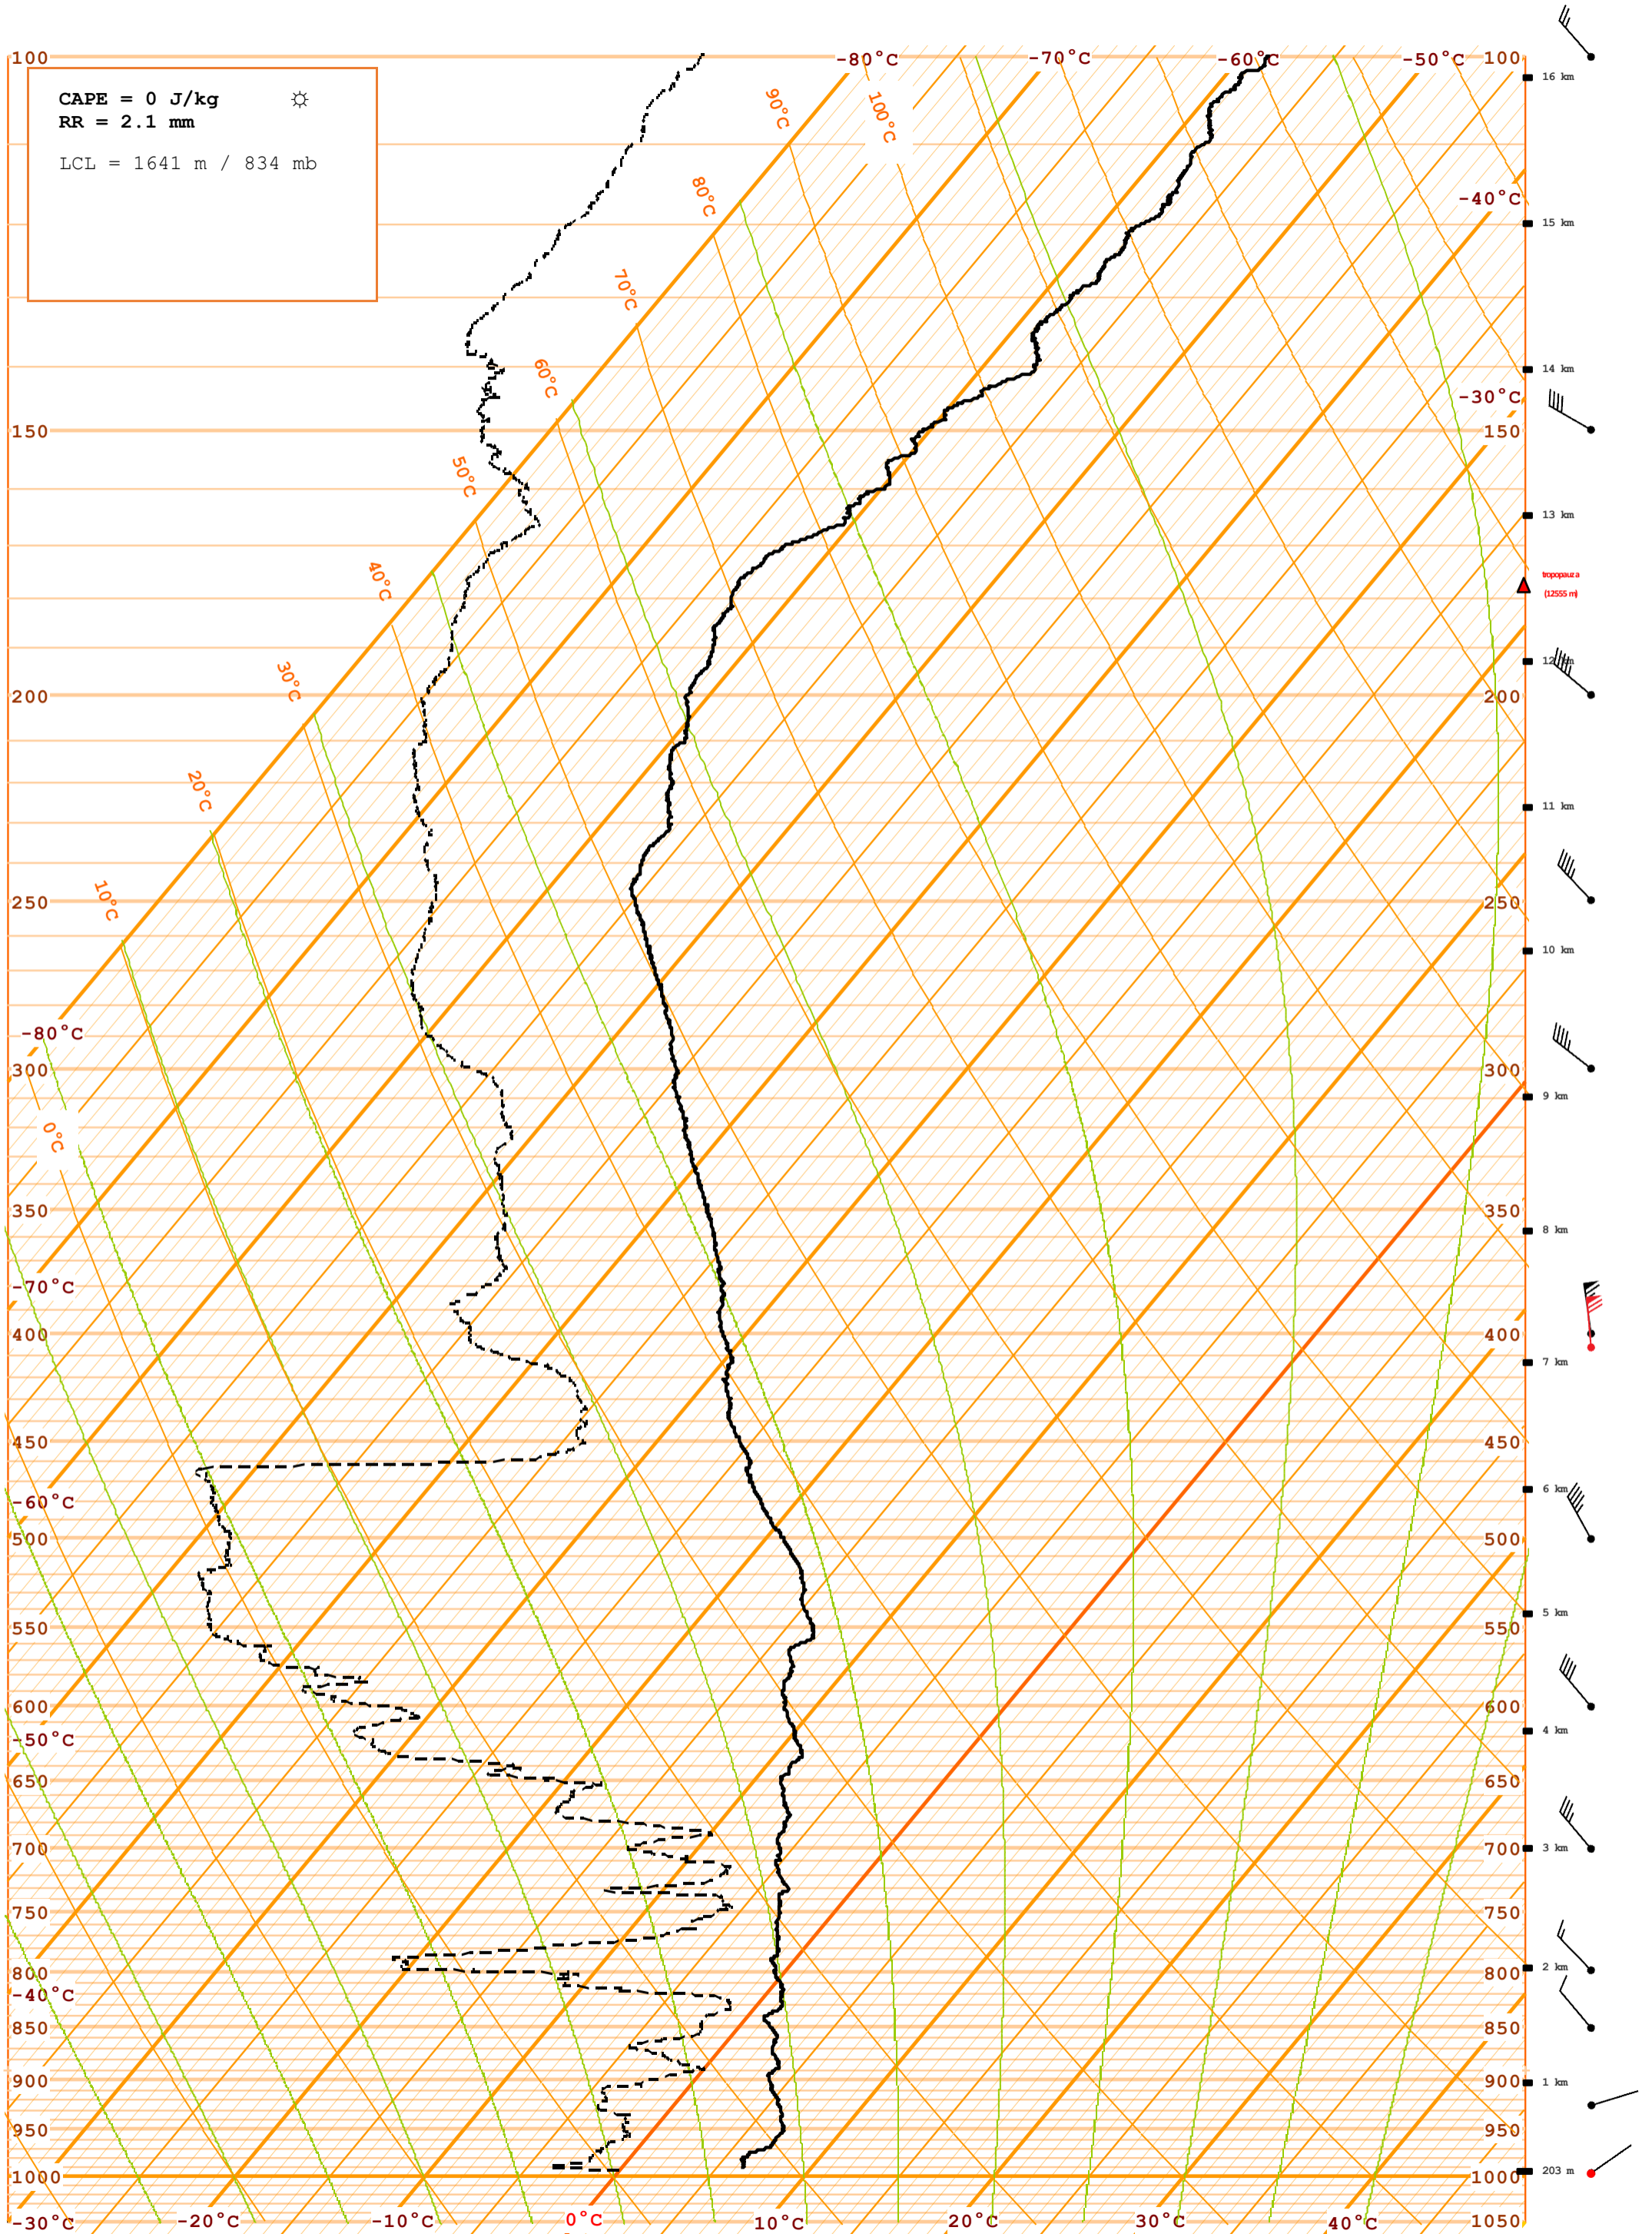 100 -80°C -70°C -60°C -50°C 100
16 km
CAPE = 0 J/kg ☼
RR = 2.1 mm
LCL = 1641 m / 834 mb
90°C 100°C
80°C
-40°C
15 km
70°C
14 km
60°C
-30°C
150 150
50°C
13 km
40°C
tropopauza
(12555 m)
30°C
12 km
200 200
20°C
11 km
10°C
250 250
10 km
-80°C
300 300
9 km
0°C
350 350
8 km
-70°C
400 400
7 km
450 450
6 km
-60°C
500 500
5 km
550 550
600 600
4 km
-50°C
650 650
700 700 3 km
750 750
800 800 2 km
-40°C
850 850
900 900 1 km
950 950
1000 1000 203 m
-30°C -20°C -10°C 0°C 10°C 20°C 30°C 40°C 1050